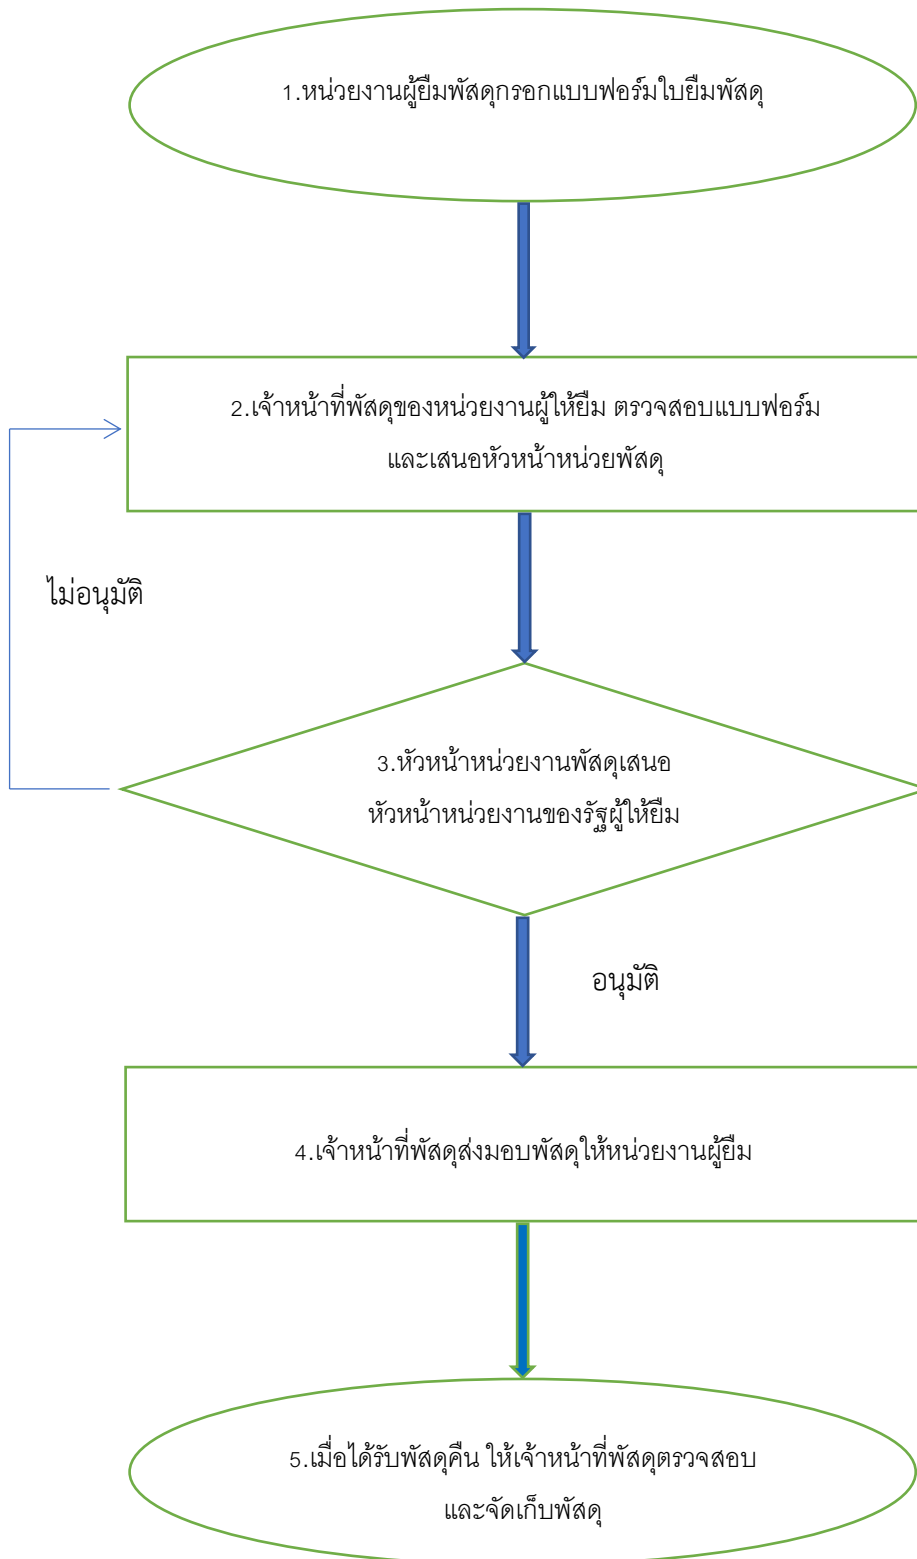 1.หน่วยงานผู้ยืมพัสดุกรอกแบบฟอร์มใบยืมพัสดุ
2.เจ้าหน้าที่พัสดุของหน่วยงานผู้ให้ยืม ตรวจสอบแบบฟอร์ม
และเสนอหัวหน้าหน่วยพัสดุ
ไม่อนุมัติ
3.หัวหน้าหน่วยงานพัสดุเสนอ
หัวหน้าหน่วยงานของรัฐผู้ให้ยืม
อนุมัติ
4.เจ้าหน้าที่พัสดุส่งมอบพัสดุให้หน่วยงานผู้ยืม
5.เมื่อได้รับพัสดุคืน ให้เจ้าหน้าที่พัสดุตรวจสอบ
และจัดเก็บพัสดุ